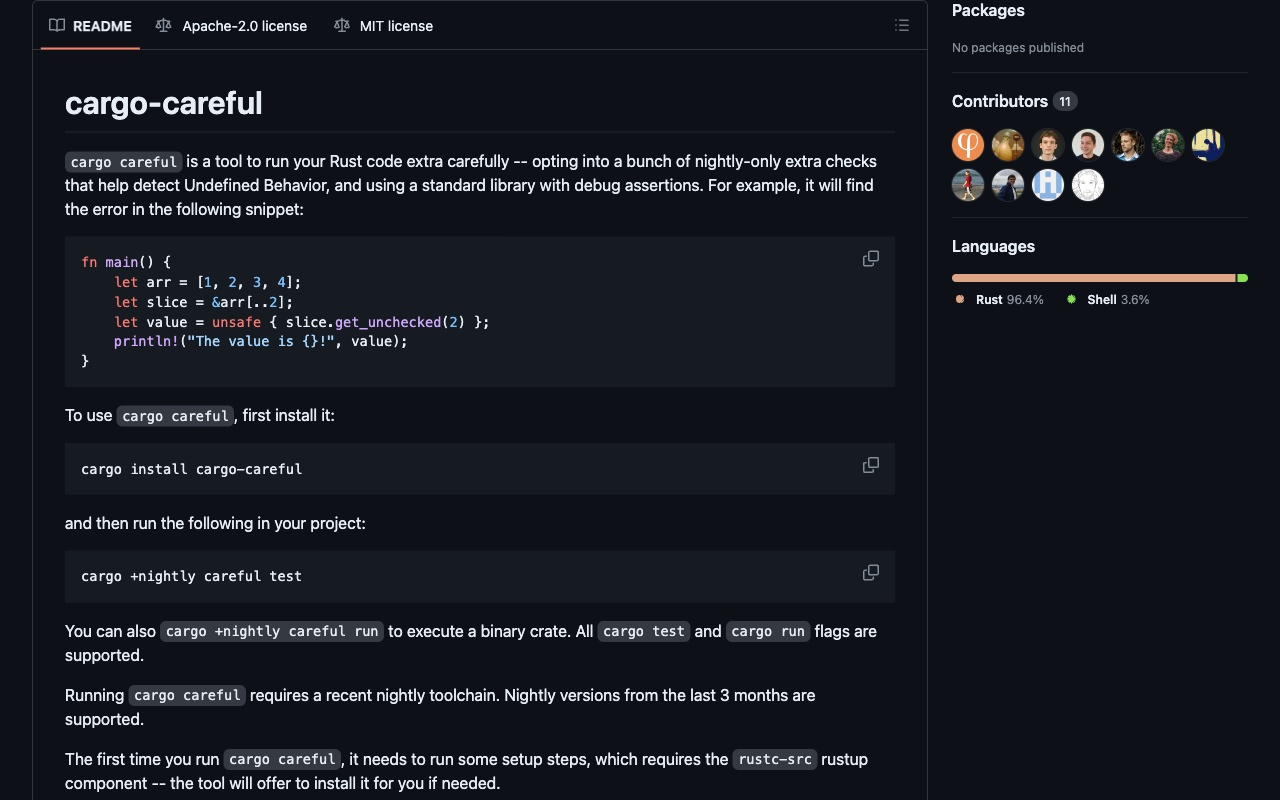 README
Apache-2.0 license
MIT license
cargo-careful
cargo careful is a tool to run your Rust code extra carefully -- opting into a bunch of nightly-only extra checks
that help detect Undefined Behavior, and using a standard library with debug assertions. For example, it will find
the error in the following snippet:
fn main() {
    let arr = [1, 2, 3, 4];
    let slice = &arr[..2];
    let value = unsafe { slice.get_unchecked(2) };
    println!("The value is {}!", value);
}
To use cargo careful, first install it:
cargo install cargo-careful
and then run the following in your project:
cargo +nightly careful test
You can also cargo +nightly careful run to execute a binary crate. All cargo test and cargo run flags are
supported.
Running cargo careful requires a recent nightly toolchain. Nightly versions from the last 3 months are
supported.
The first time you run cargo careful, it needs to run some setup steps, which requires the rustc-src rustup
component -- the tool will offer to install it for you if needed.
Packages
No packages published
Contributors 11
Languages
Rust 96.4% Shell 3.6%